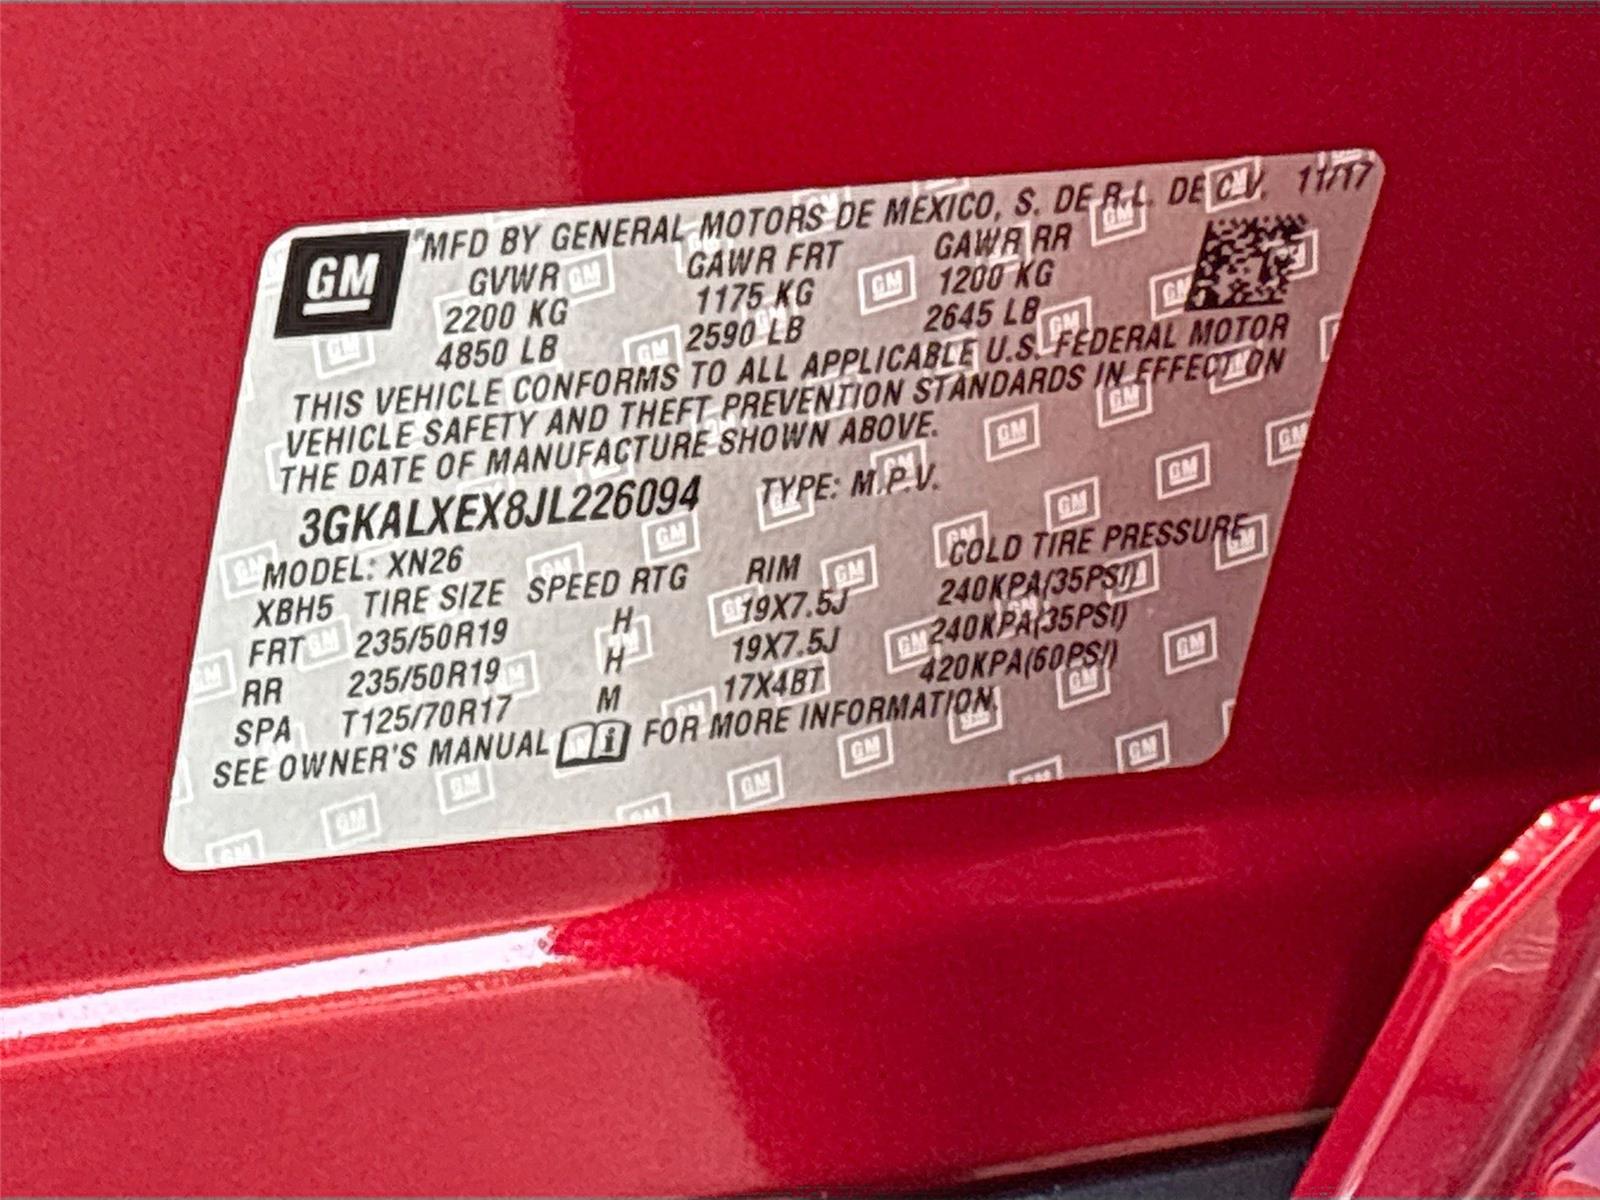 GM
MFD BY GENERAL MOTORS DE MEXICO, S. DE R.L. DE C.V. 11/17
GVWR GAWR FRT GAWR RR
2200 KG 1175 KG 1200 KG
4850 LB 2590 LB 2645 LB
THIS VEHICLE CONFORMS TO ALL APPLICABLE U.S. FEDERAL MOTOR
VEHICLE SAFETY AND THEFT PREVENTION STANDARDS IN EFFECT ON
THE DATE OF MANUFACTURE SHOWN ABOVE.
3GKALXEX8JL226094 TYPE: M.P.V.
MODEL: XN26
XBH5 TIRE SIZE SPEED RTG RIM COLD TIRE PRESSURE
FRT 235/50R19 H 19X7.5J 240KPA(35PSI)
RR 235/50R19 H 19X7.5J 240KPA(35PSI)
SPA T125/70R17 M 17X4BT 420KPA(60PSI)
SEE OWNER'S MANUAL FOR MORE INFORMATION.